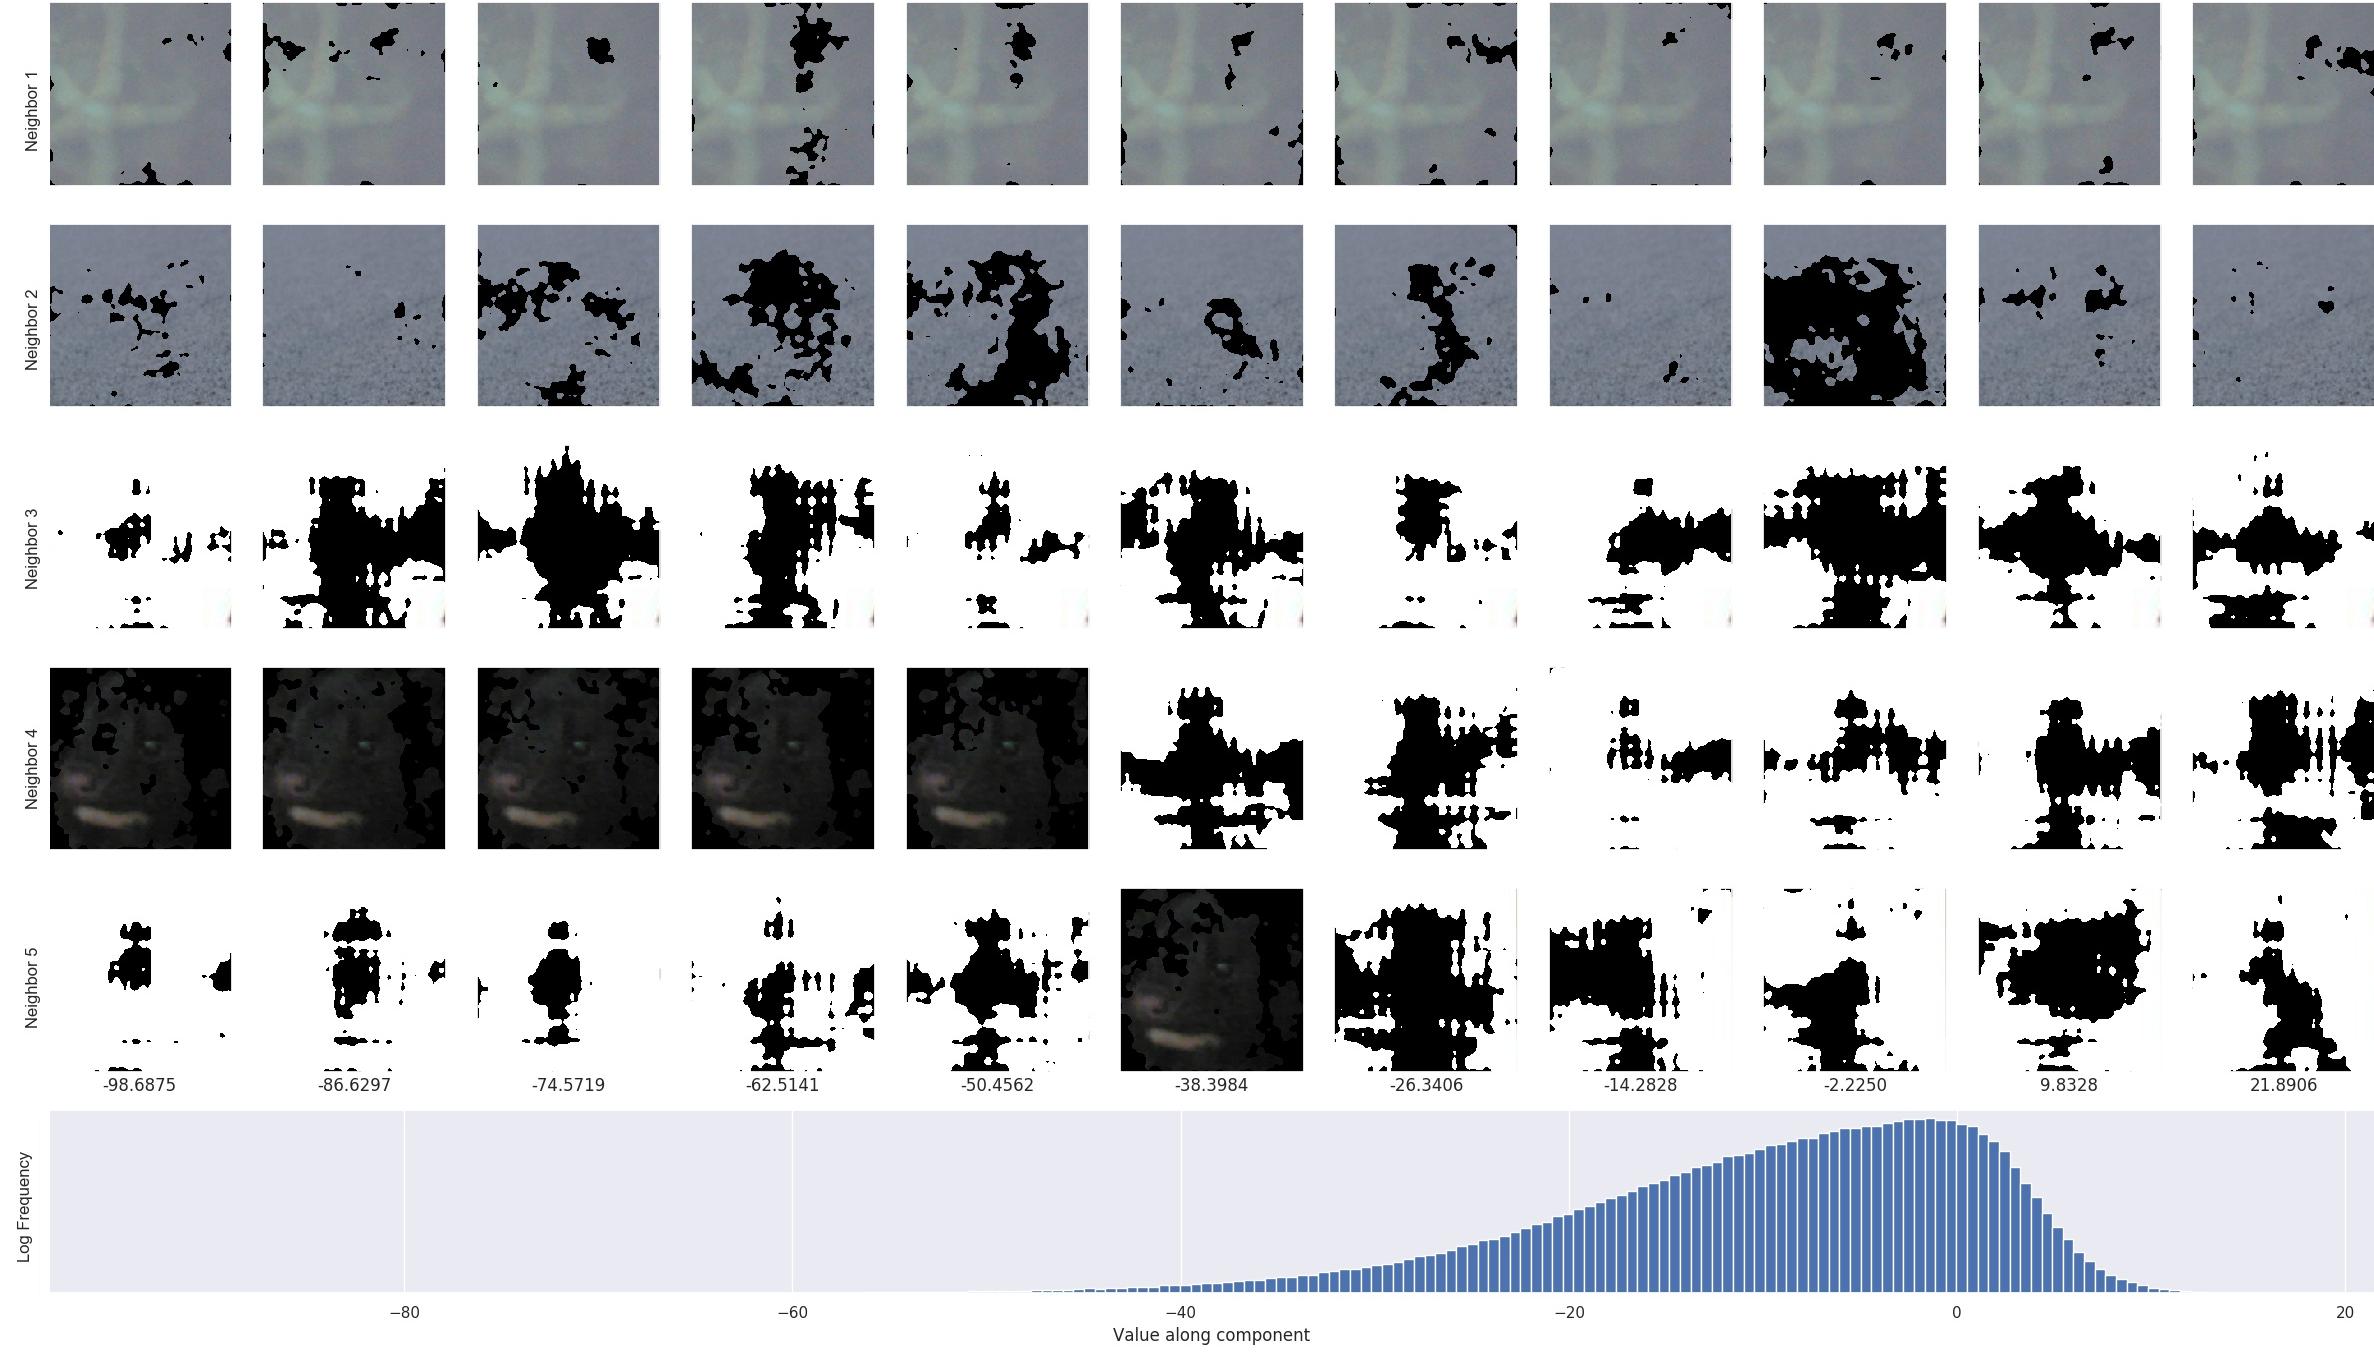 Neighbor 1
Neighbor 2
Neighbor 3
Neighbor 4
Neighbor 5
-98.6875 -86.6297 -74.5719 -62.5141 -50.4562 -38.3984 -26.3406 -14.2828 -2.2250 9.8328 21.8906
Log Frequency
−80 −60 −40 −20 0 20
Value along component